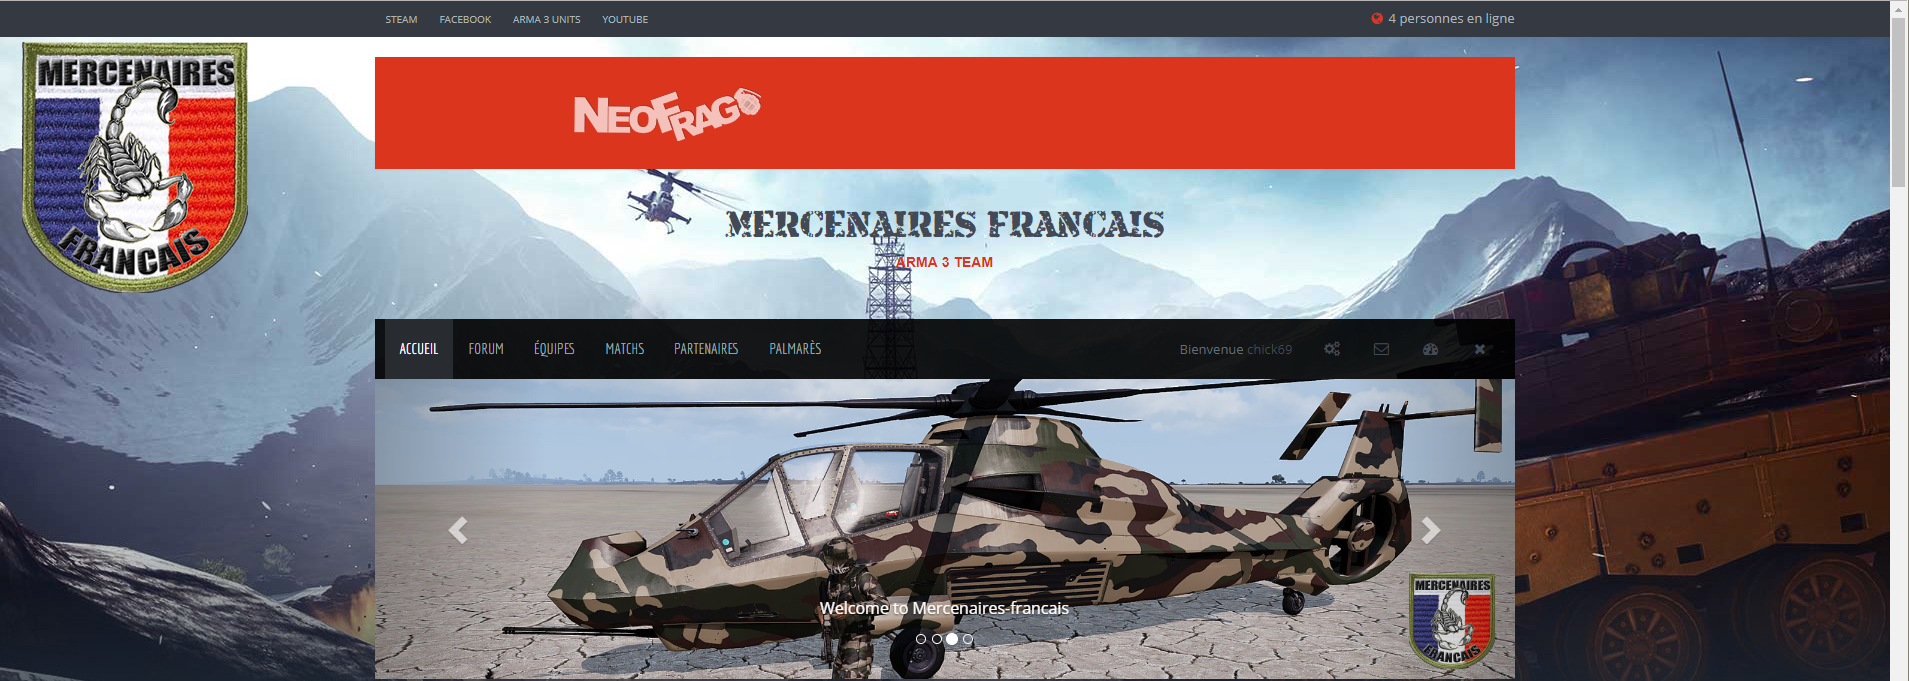 STEAM FACEBOOK ARMA 3 UNITS YOUTUBE
4 personnes en ligne
MERCENAIRES
FRANCAIS
NEOFRAG
MERCENAIRES FRANCAIS
ARMA 3 TEAM
ACCUEIL FORUM ÉQUIPES MATCHS PARTENAIRES PALMARÈS
Bienvenue chick69
Welcome to Mercenaires-francais
MERCENAIRES
FRANCAIS